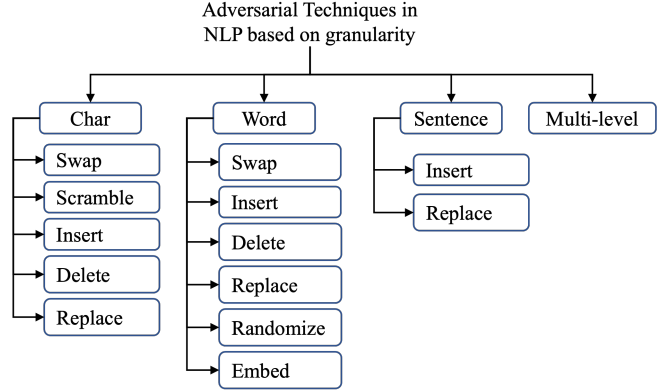 Adversarial Techniques in
NLP based on granularity
Char
Swap
Scramble
Insert
Delete
Replace
Word
Swap
Insert
Delete
Replace
Randomize
Embed
Sentence
Insert
Replace
Multi-level